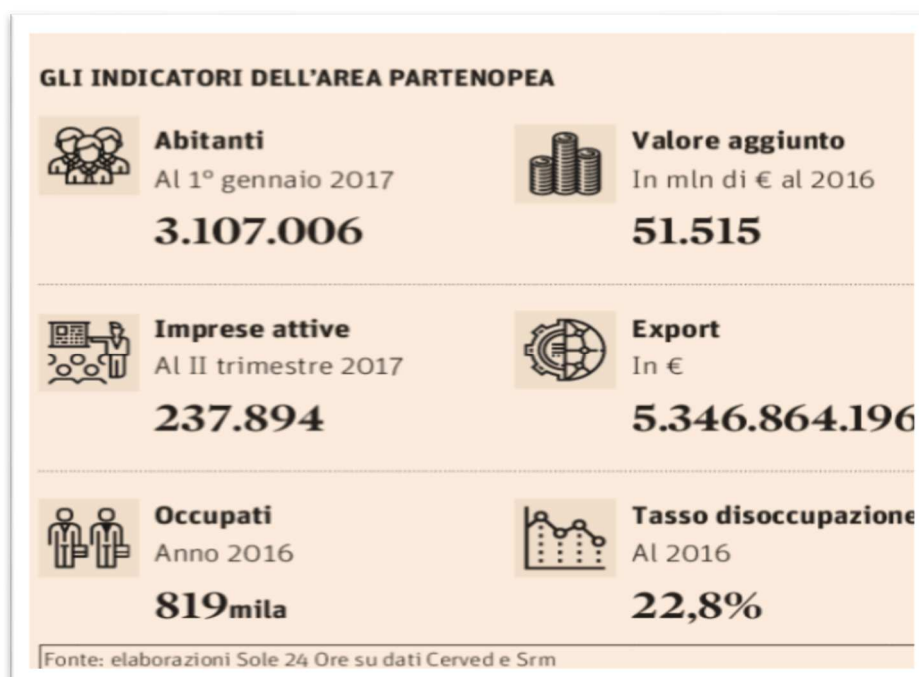 GLI INDICATORI DELL'AREA PARTENOPEA
Abitanti
Al 1º gennaio 2017
3.107.006
Valore aggiunto
In mln di € al 2016
51.515
Imprese attive
Al II trimestre 2017
237.894
Export
In €
5.346.864.196
Occupati
Anno 2016
819mila
Tasso disoccupazione
Al 2016
22,8%
Fonte: elaborazioni Sole 24 Ore su dati Cerved e Srm